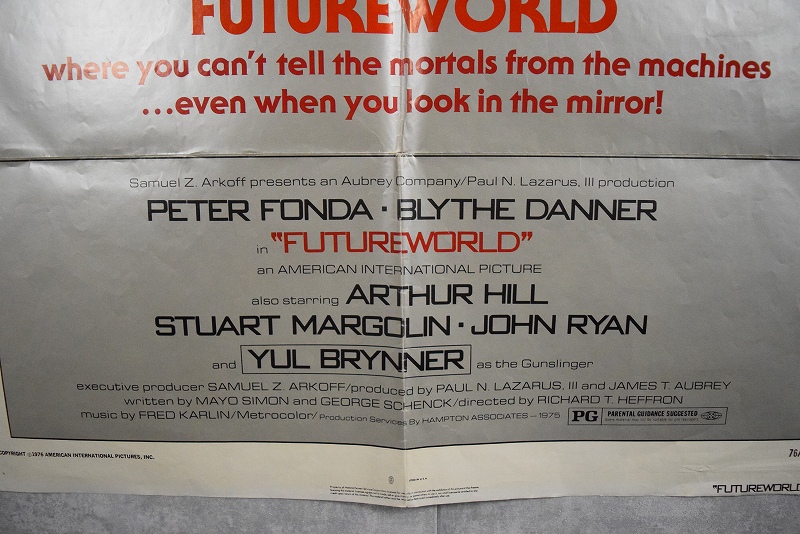 FUTUREWORLD
where you can't tell the mortals from the machines
...even when you look in the mirror!
Samuel Z. Arkoff presents an Aubrey Company/Paul N. Lazarus, III production
PETER FONDA · BLYTHE DANNER
in "FUTUREWORLD"
an AMERICAN INTERNATIONAL PICTURE
also starring ARTHUR HILL
STUART MARGOLIN · JOHN RYAN
and YUL BRYNNER as the Gunslinger
executive producer SAMUEL Z. ARKOFF/produced by PAUL N. LAZARUS, III and JAMES T. AUBREY
written by MAYO SIMON and GEORGE SCHENCK/directed by RICHARD T. HEFFRON
music by FRED KARLIN/Metrocolor/Production Services By HAMPTON ASSOCIATES – 1975
PG PARENTAL GUIDANCE SUGGESTED
COPYRIGHT ©1976 AMERICAN INTERNATIONAL PICTURES, INC.
76/
"FUTUREWORLD